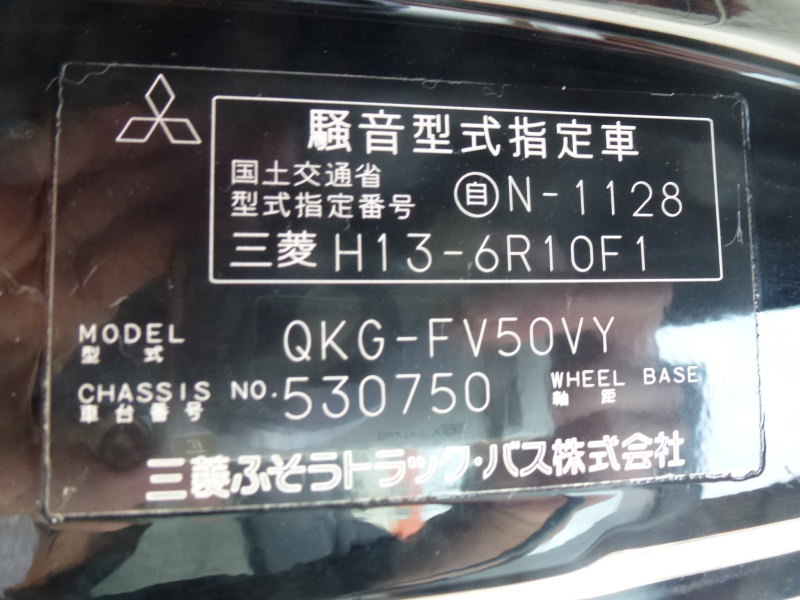 騒音型式指定車
国土交通省
型式指定番号 自N-1128
三菱 H13-6R10F1
MODEL QKG-FV50VY
型式
CHASSIS NO. 530750 WHEEL BASE
車台番号 軸距
三菱ふそうトラック・バス株式会社